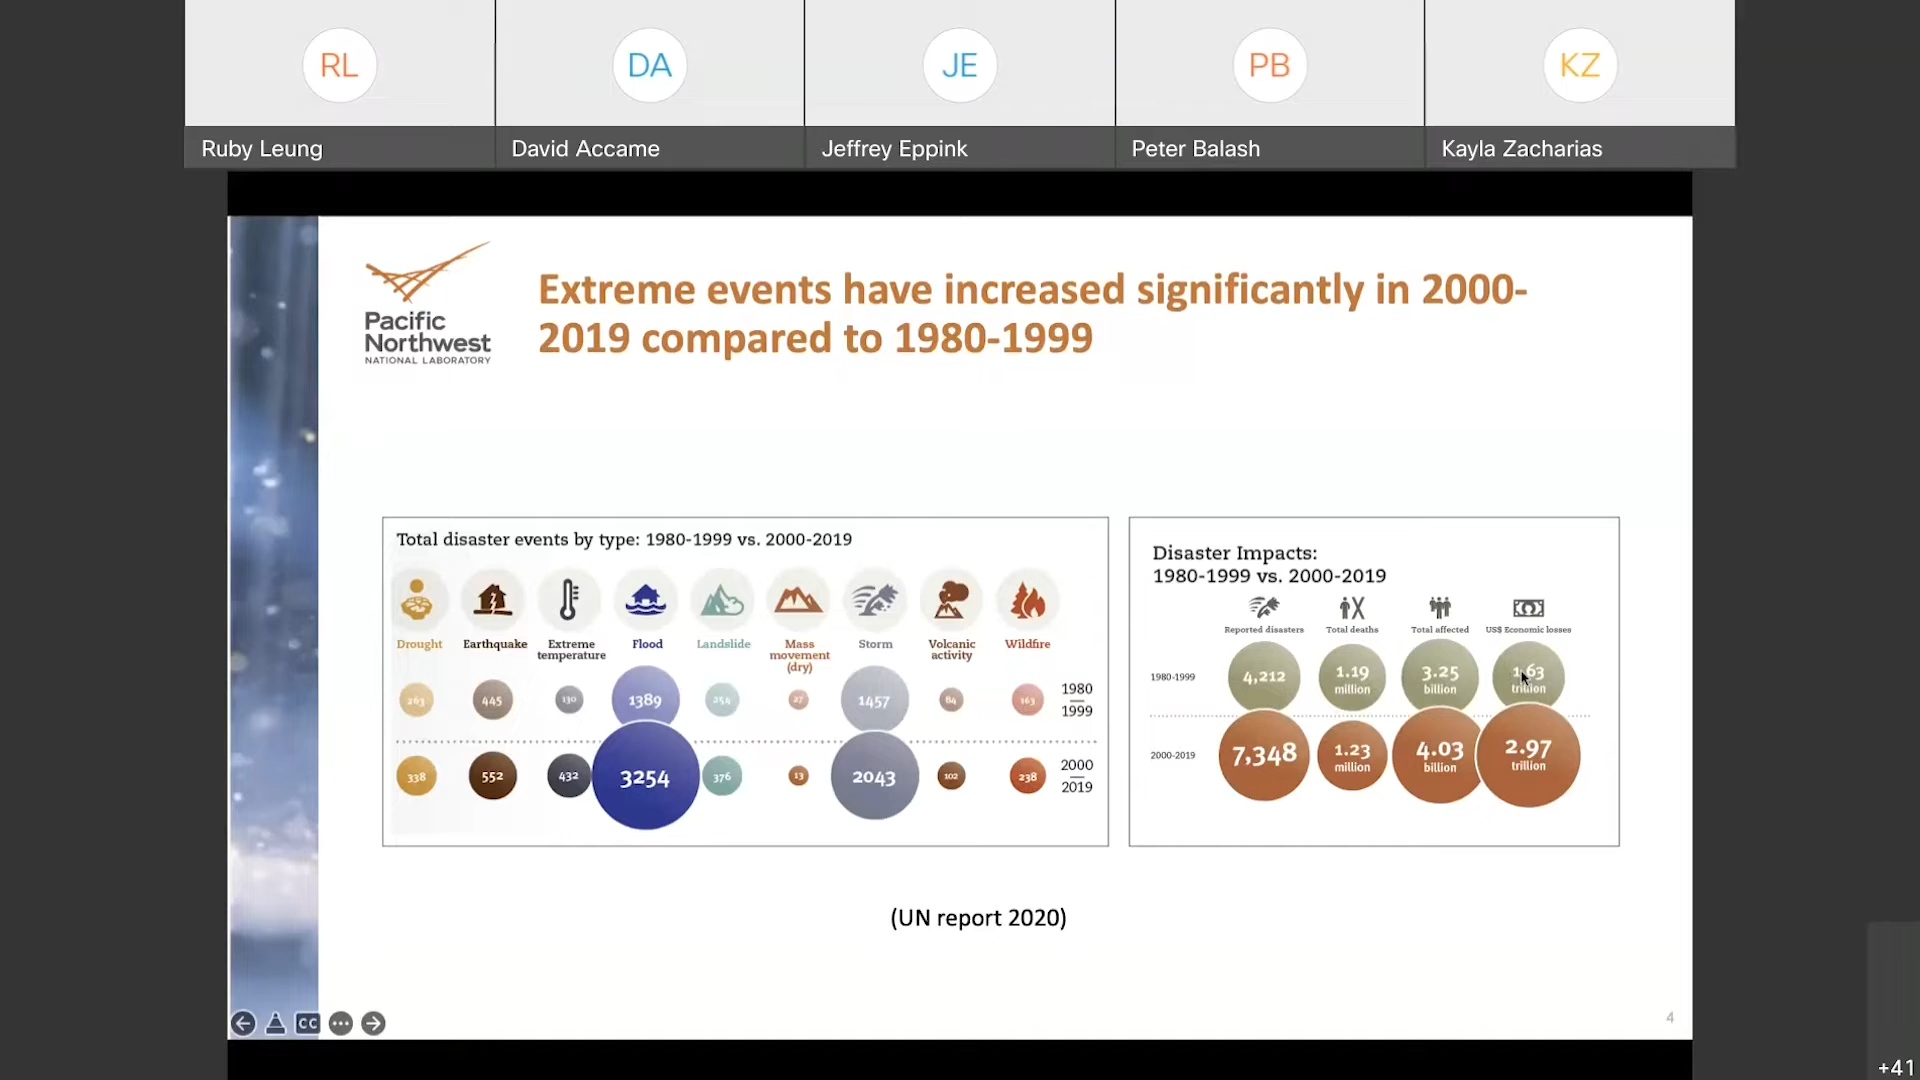 RL
DA
JE
PB
KZ
Ruby Leung
David Accame
Jeffrey Eppink
Peter Balash
Kayla Zacharias
Pacific
Northwest
NATIONAL LABORATORY
Extreme events have increased significantly in 2000-
2019 compared to 1980-1999
Total disaster events by type: 1980-1999 vs. 2000-2019
Drought
Earthquake
Extreme
temperature
Flood
Landslide
Mass
movement
(dry)
Storm
Volcanic
activity
Wildfire
263
445
130
1389
254
27
1457
84
163
1980
1999
338
552
432
3254
376
13
2043
102
238
2000
2019
Disaster Impacts:
1980-1999 vs. 2000-2019
Reported disasters
Total deaths
Total affected
US$ Economic losses
1980-1999
4,212
1.19
million
3.25
billion
1.63
trillion
2000-2019
7,348
1.23
million
4.03
billion
2.97
trillion
(UN report 2020)
CC
4
+41